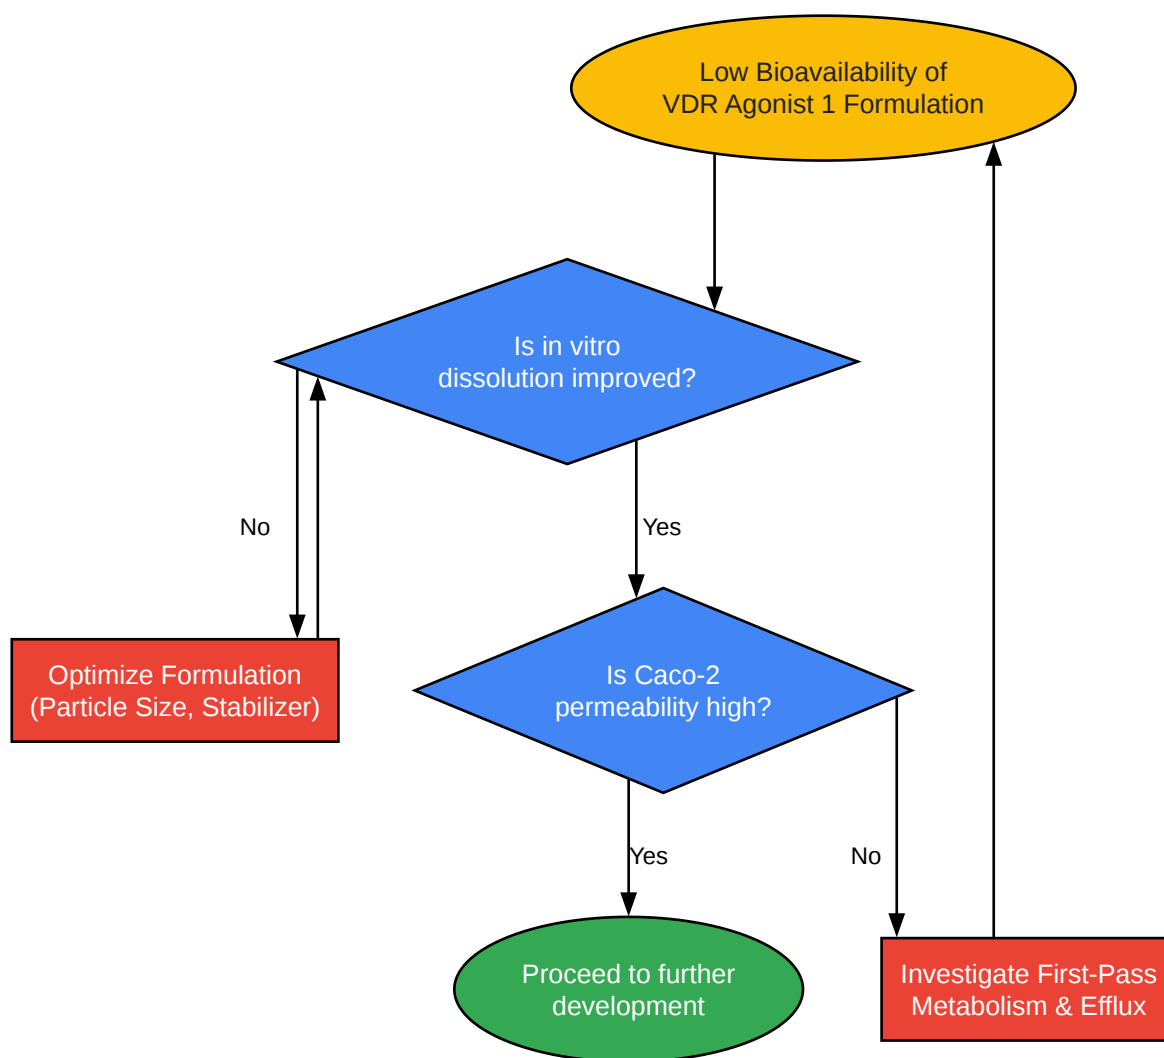 Low Bioavailability of
VDR Agonist 1 Formulation
Is in vitro
dissolution improved?
No
Yes
Optimize Formulation
(Particle Size, Stabilizer)
Is Caco-2
permeability high?
Yes
No
Proceed to further
development
Investigate First-Pass
Metabolism & Efflux